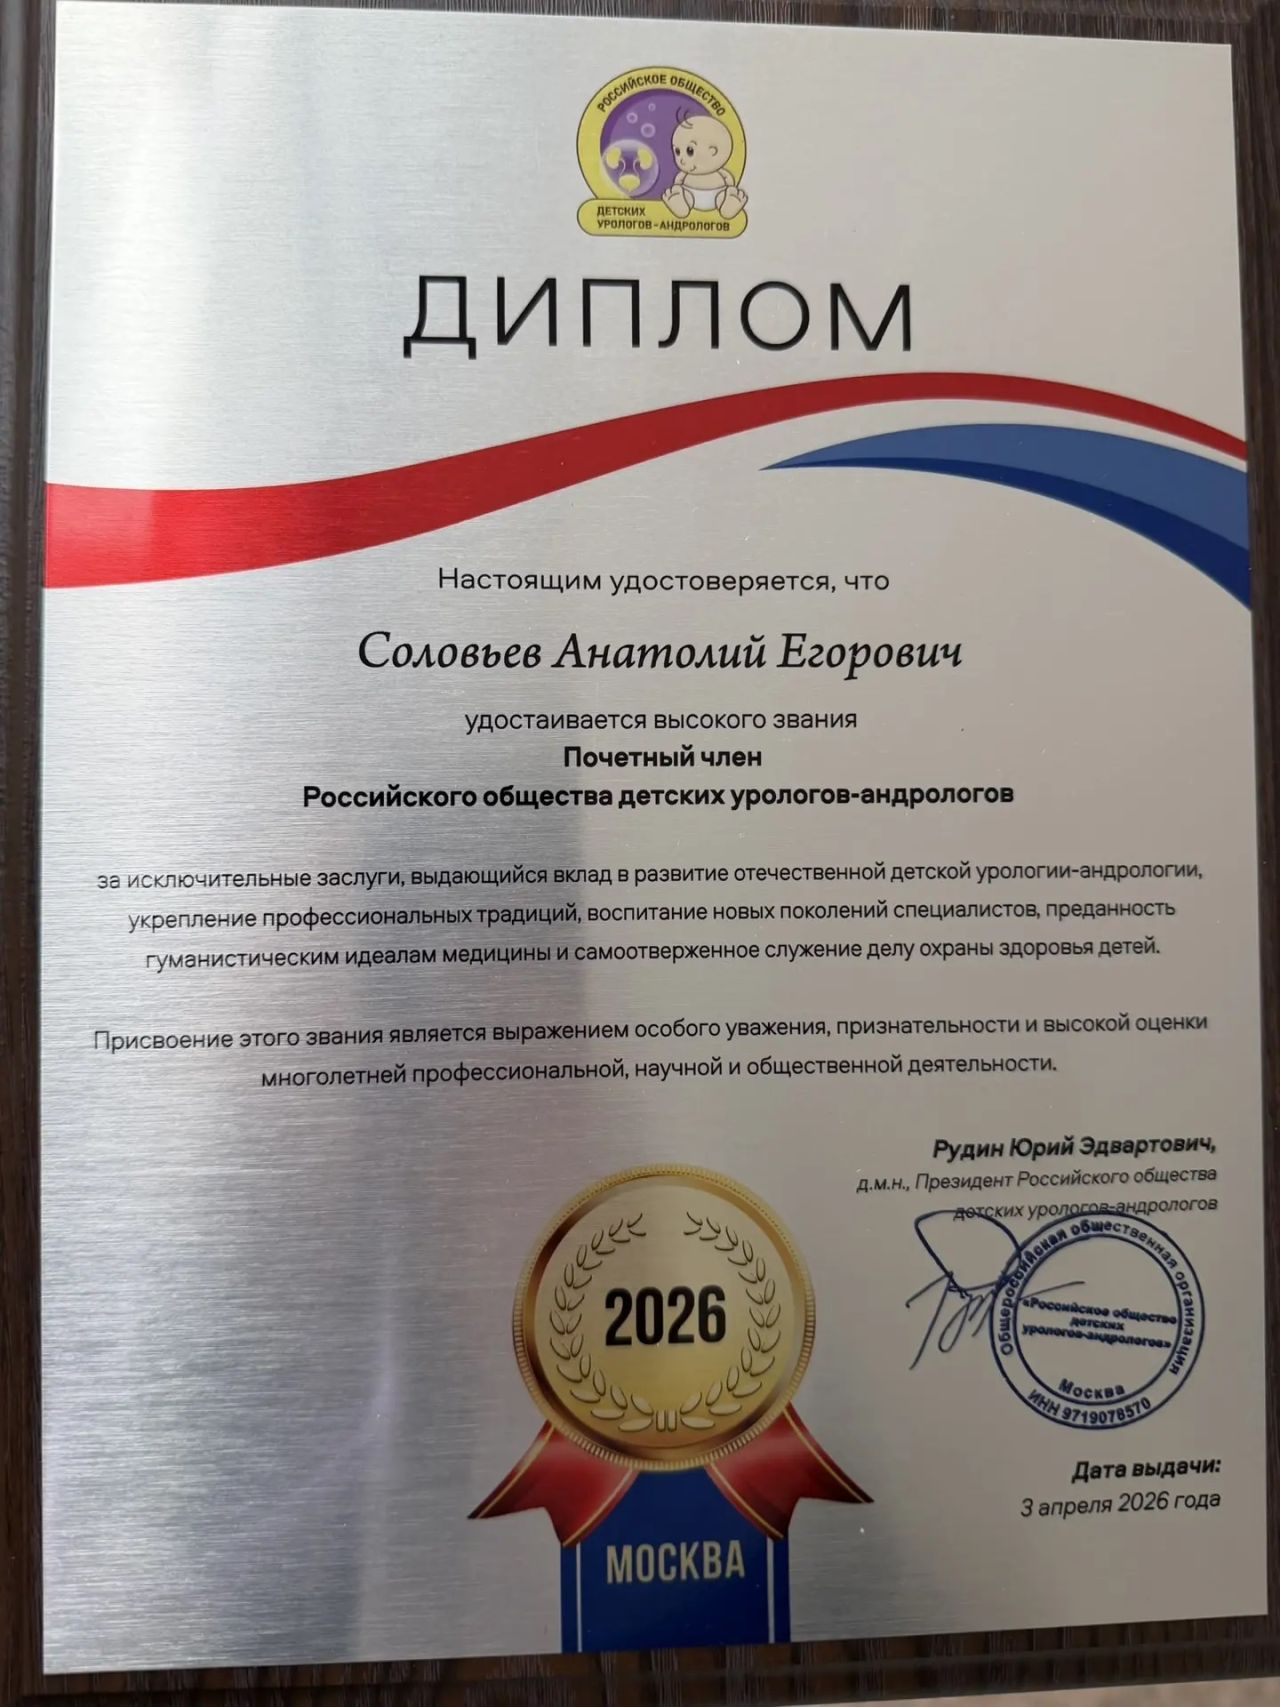 РОССИЙСКОЕ ОБЩЕСТВО
ДЕТСКИХ
УРОЛОГОВ-АНДРОЛОГОВ
ДИПЛОМ
Настоящим удостоверяется, что
Соловьев Анатолий Егорович
удостаивается высокого звания
Почетный член
Российского общества детских урологов-андрологов
за исключительные заслуги, выдающийся вклад в развитие отечественной детской урологии-андрологии,
укрепление профессиональных традиций, воспитание новых поколений специалистов, преданность
гуманистическим идеалам медицины и самоотверженное служение делу охраны здоровья детей.
Присвоение этого звания является выражением особого уважения, признательности и высокой оценки
многолетней профессиональной, научной и общественной деятельности.
Рудин Юрий Эдвартович,
д.м.н., Президент Российского общества
детских урологов-андрологов
Общероссийская общественная организация
«Российское общество
детских
урологов-андрологов»
Москва
ИНН 9719078570
Дата выдачи:
3 апреля 2026 года
2026
МОСКВА